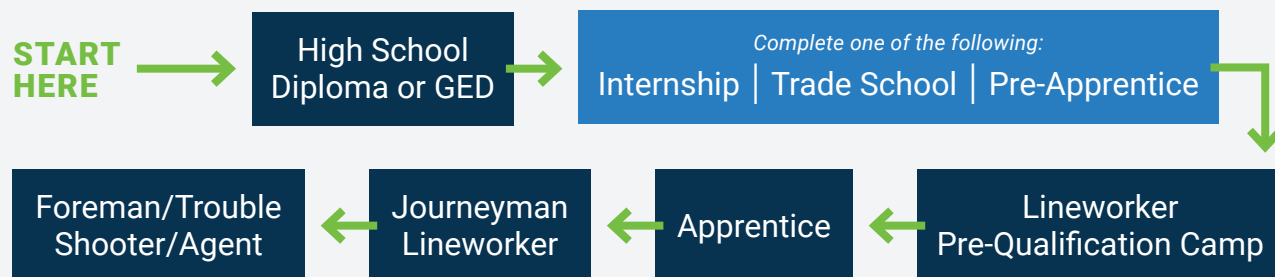 START
HERE
High School
Diploma or GED
Complete one of the following:
Internship | Trade School | Pre-Apprentice
Lineworker
Pre-Qualification Camp
Apprentice
Journeyman
Lineworker
Foreman/Trouble
Shooter/Agent